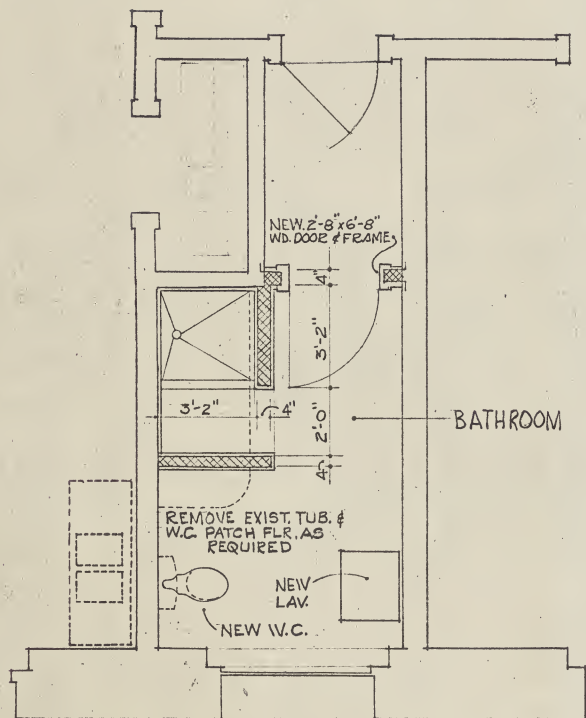 NEW 2'-8" x 6'-8"
WD. DOOR & FRAME
4"
3'-2"
3'-2"
4"
2'-0"
4"
BATHROOM
REMOVE EXIST. TUB. &
W.C. PATCH FLR. AS
REQUIRED
NEW
LAV.
NEW W.C.